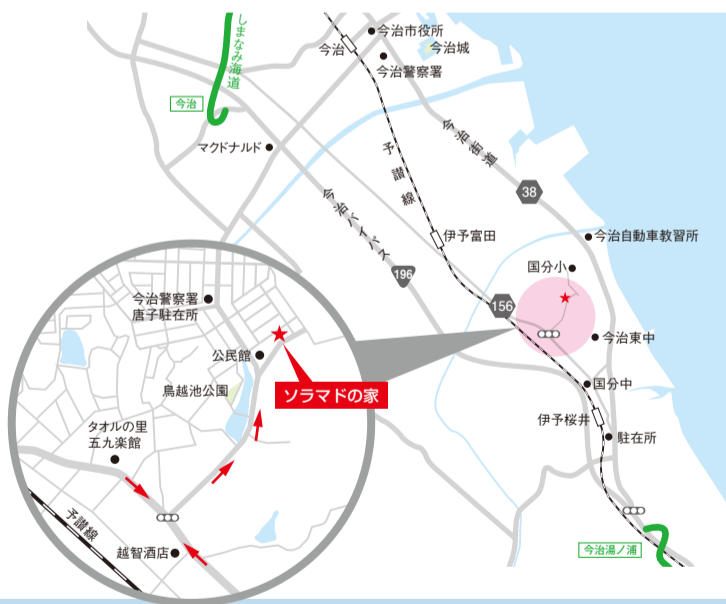 しまなみ海道
今治
今治
今治市役所
今治城
今治警察署
マクドナルド
今治街道
予讃線
38
今治バイパス
伊予富田
今治自動車教習所
196
国分小
156
今治東中
国分中
伊予桜井
駐在所
今治湯ノ浦
今治警察署
唐子駐在所
公民館
鳥越池公園
ソラマドの家
タオルの里
五九楽館
予讃線
越智酒店